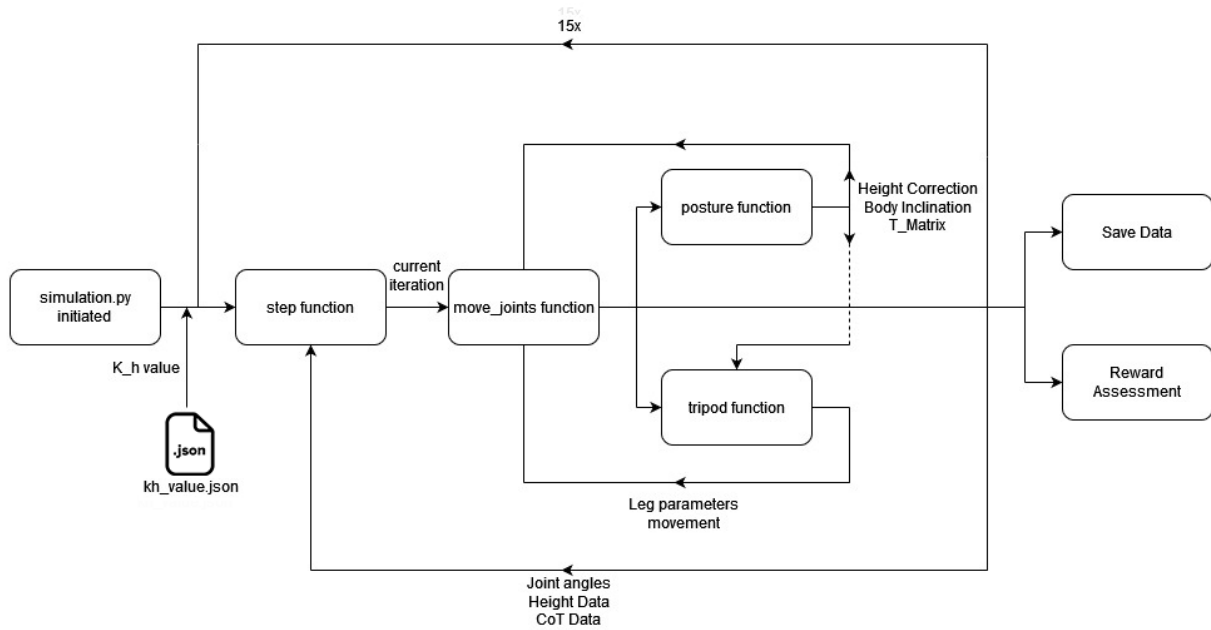 15x
15x
Height Correction
Body Inclination
T_Matrix
posture function
Save Data
current
iteration
simulation.py
initiated
step function
move_joints function
K_h value
Reward
Assessment
tripod function
.json
kh_value.json
Leg parameters
movement
Joint angles
Height Data
CoT Data